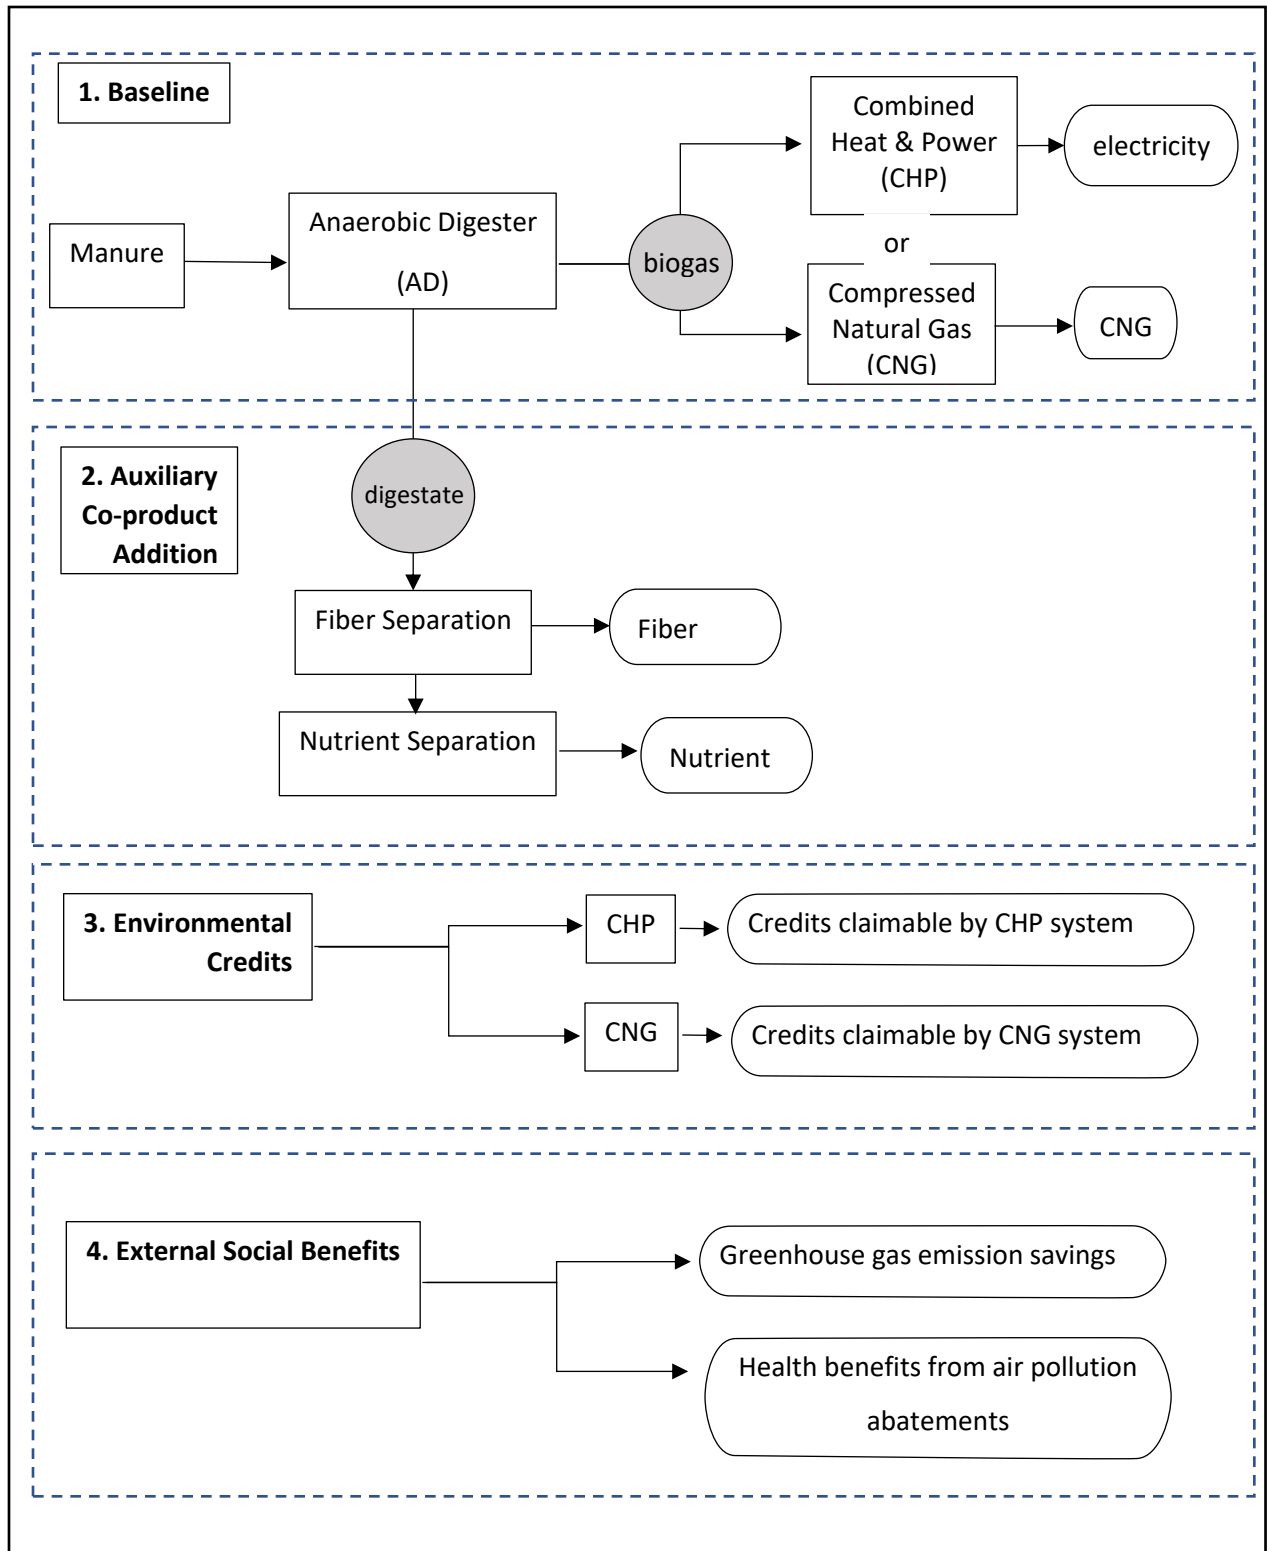 1. Baseline
Combined
Heat & Power
(CHP)
electricity
Manure
Anaerobic Digester
(AD)
biogas
or
Compressed
Natural Gas
(CNG)
CNG
2. Auxiliary
Co-product
Addition
digestate
Fiber Separation
Fiber
Nutrient Separation
Nutrient
3. Environmental
Credits
CHP
Credits claimable by CHP system
CNG
Credits claimable by CNG system
4. External Social Benefits
Greenhouse gas emission savings
Health benefits from air pollution
abatements